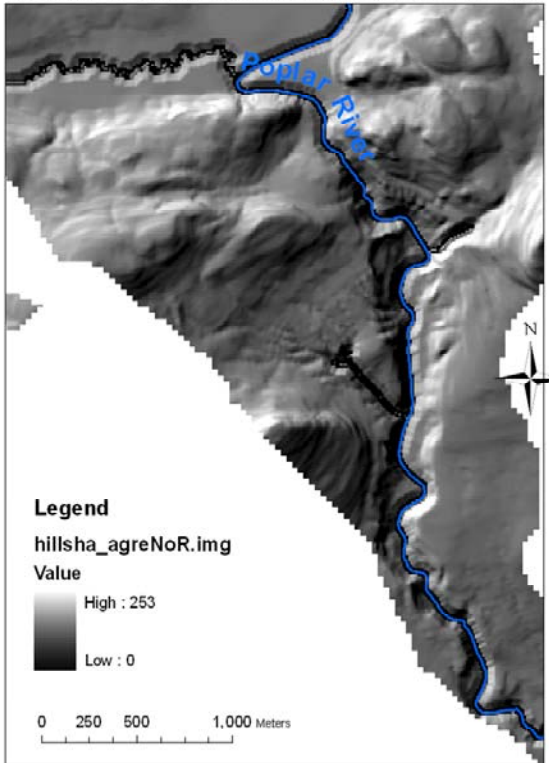 Poplar River
N
Legend
hillsha_agreNoR.img
Value
High : 253
Low : 0
0 250 500 1,000 Meters